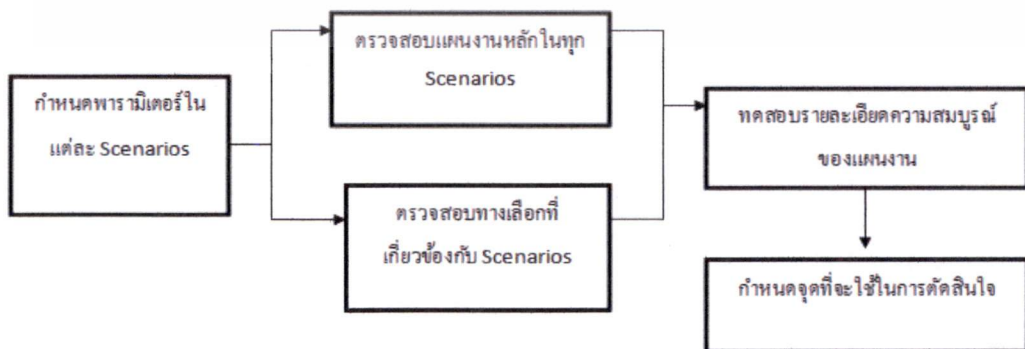 กำหนดพารามิเตอร์ใน
แต่ละ Scenarios
ตรวจสอบแผนงานหลักในทุก
Scenarios
ตรวจสอบทางเลือกที่
เกี่ยวข้องกับ Scenarios
ทดสอบรายละเอียดความสมบูรณ์
ของแผนงาน
กำหนดจุดที่จะใช้ในการตัดสินใจ